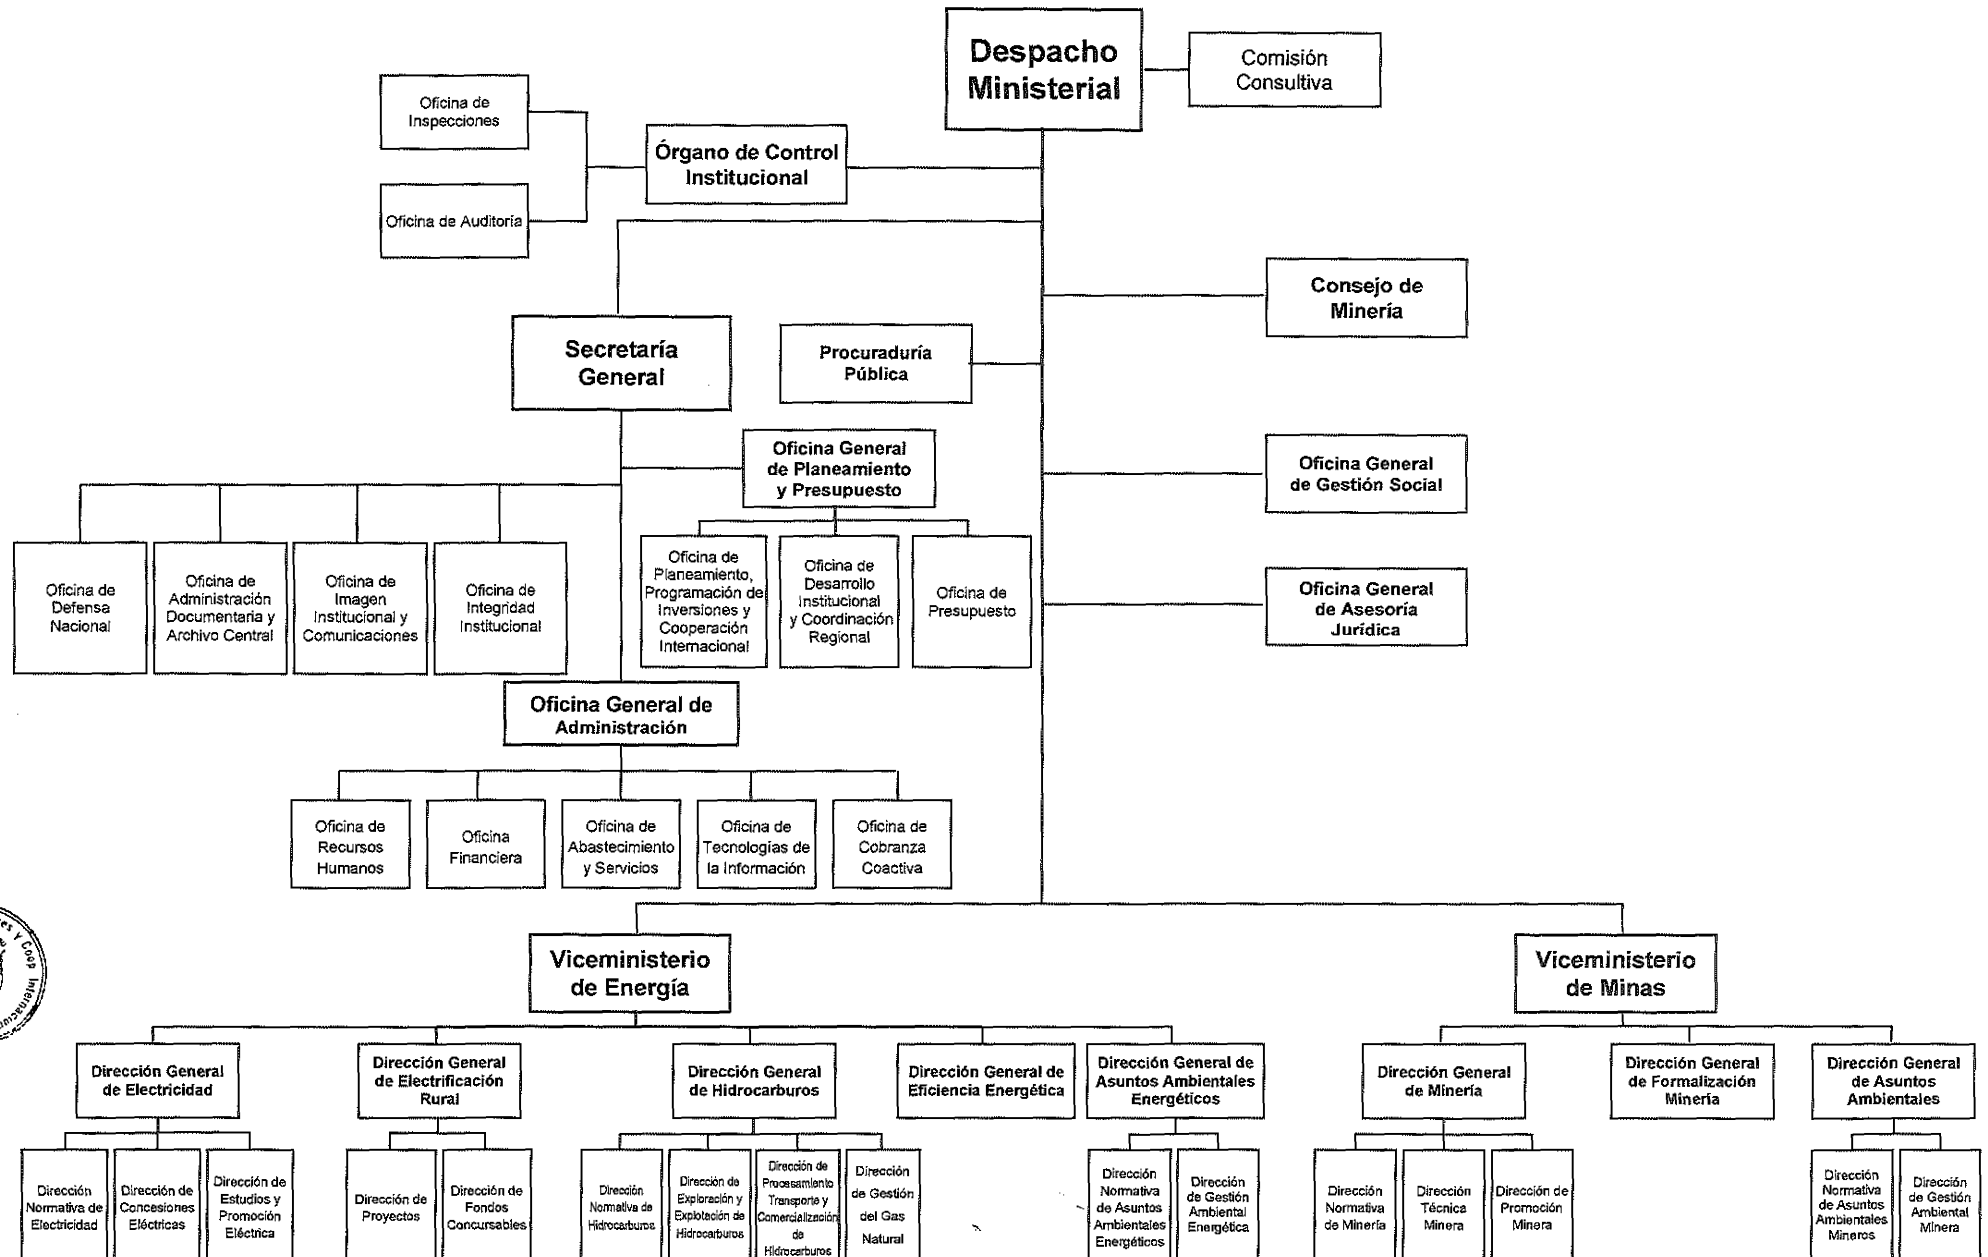 Despacho
Ministerial
Comisión
Consultiva
Oficina de
Inspecciones
Órgano de Control
Institucional
Oficina de Auditoría
Consejo de
Minería
Secretaría
General
Procuraduría
Pública
Oficina General
de Planeamiento
y Presupuesto
Oficina General
de Gestión Social
Oficina de
Defensa
Nacional
Oficina de
Administración
Documentaria y
Archivo Central
Oficina de
Imagen
Institucional y
Comunicaciones
Oficina de
Integridad
Institucional
Oficina de
Planeamiento,
Programación de
Inversiones y
Cooperación
Internacional
Oficina de
Desarrollo
Institucional
y Coordinación
Regional
Oficina de
Presupuesto
Oficina General
de Asesoría
Jurídica
Oficina General de
Administración
Oficina de
Recursos
Humanos
Oficina
Financiera
Oficina de
Abastecimiento
y Servicios
Oficina de
Tecnologías de
la Información
Oficina de
Cobranza
Coactiva
Y Coop
Viceministerio
de Energía
Viceministerio
de Minas
Dirección General
de Electricidad
Dirección General
de Electrificación
Rural
Dirección General
de Hidrocarburos
Dirección General de
Eficiencia Energética
Dirección General de
Asuntos Ambientales
Energéticos
Dirección General
de Minería
Dirección General
de Formalización
Minería
Dirección General
de Asuntos
Ambientales
Dirección
Normativa de
Electricidad
Dirección de
Concesiones
Eléctricas
Dirección de
Estudios y
Promoción
Eléctrica
Dirección de
Proyectos
Dirección de
Fondos
Concursables
Dirección
Normativa de
Hidrocarburos
Dirección de
Exploración y
Explotación de
Hidrocarburos
Dirección de
Procesamiento
Transporte y
Comercialización
de
Hidrocarburos
Dirección
de Gestión
del Gas
Natural
Dirección
Normativa
de Asuntos
Ambientales
Energéticos
Dirección
de Gestión
Ambiental
Energética
Dirección
Normativa
de Minería
Dirección
Técnica
Minera
Dirección de
Promoción
Minera
Dirección
Normativa
de Asuntos
Ambientales
Mineros
Dirección
de Gestión
Ambiental
Minera